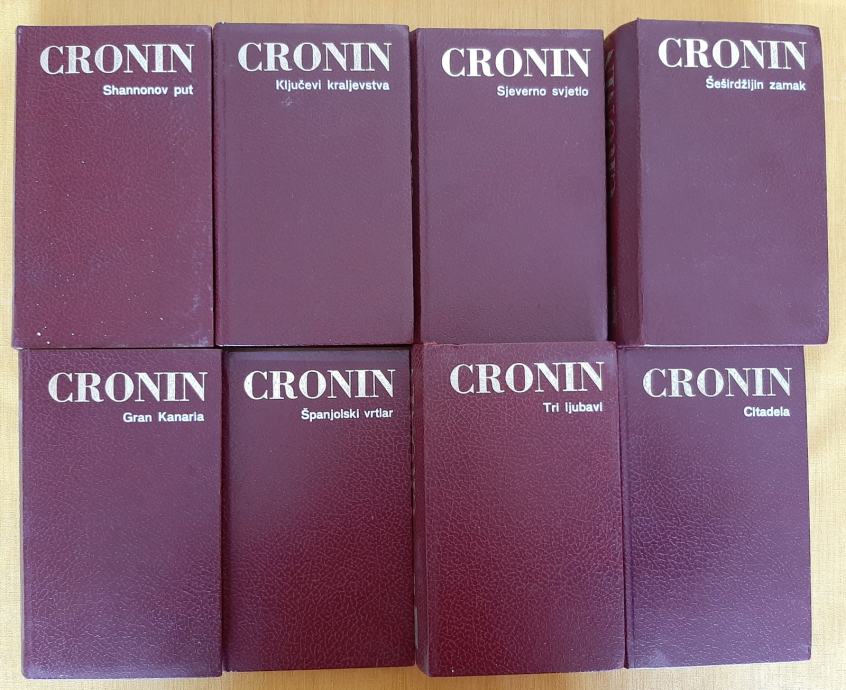 CRONIN
Shannonov put
CRONIN
Ključevi kraljevstva
CRONIN
Sjeverno svjetlo
CRONIN
Šeširdžijin zamak
CRONIN
CRONIN
Gran Kanaria
CRONIN
Španjolski vrtlar
CRONIN
Tri ljubavi
CRONIN
Citadela